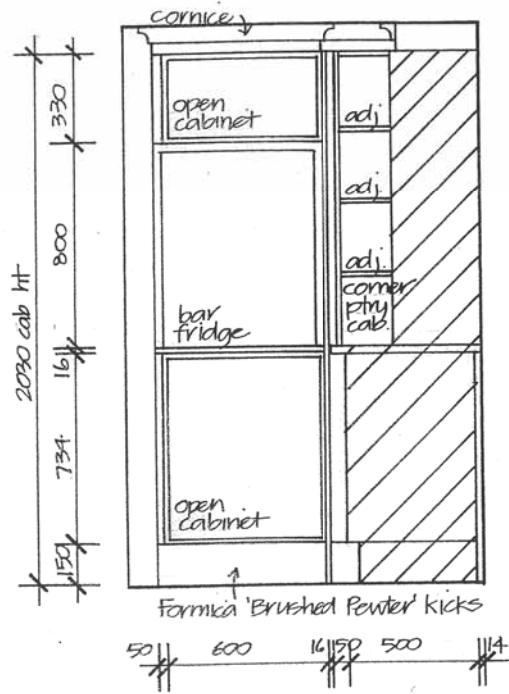 cornice
open
cabinet
adj.
adj.
adj.
corner
ptry
cab.
bar
fridge
open
cabinet
330
800
16
734
150
2030 cab ht
Formica 'Brushed Pewter' kicks
50 600 16 50 500 14